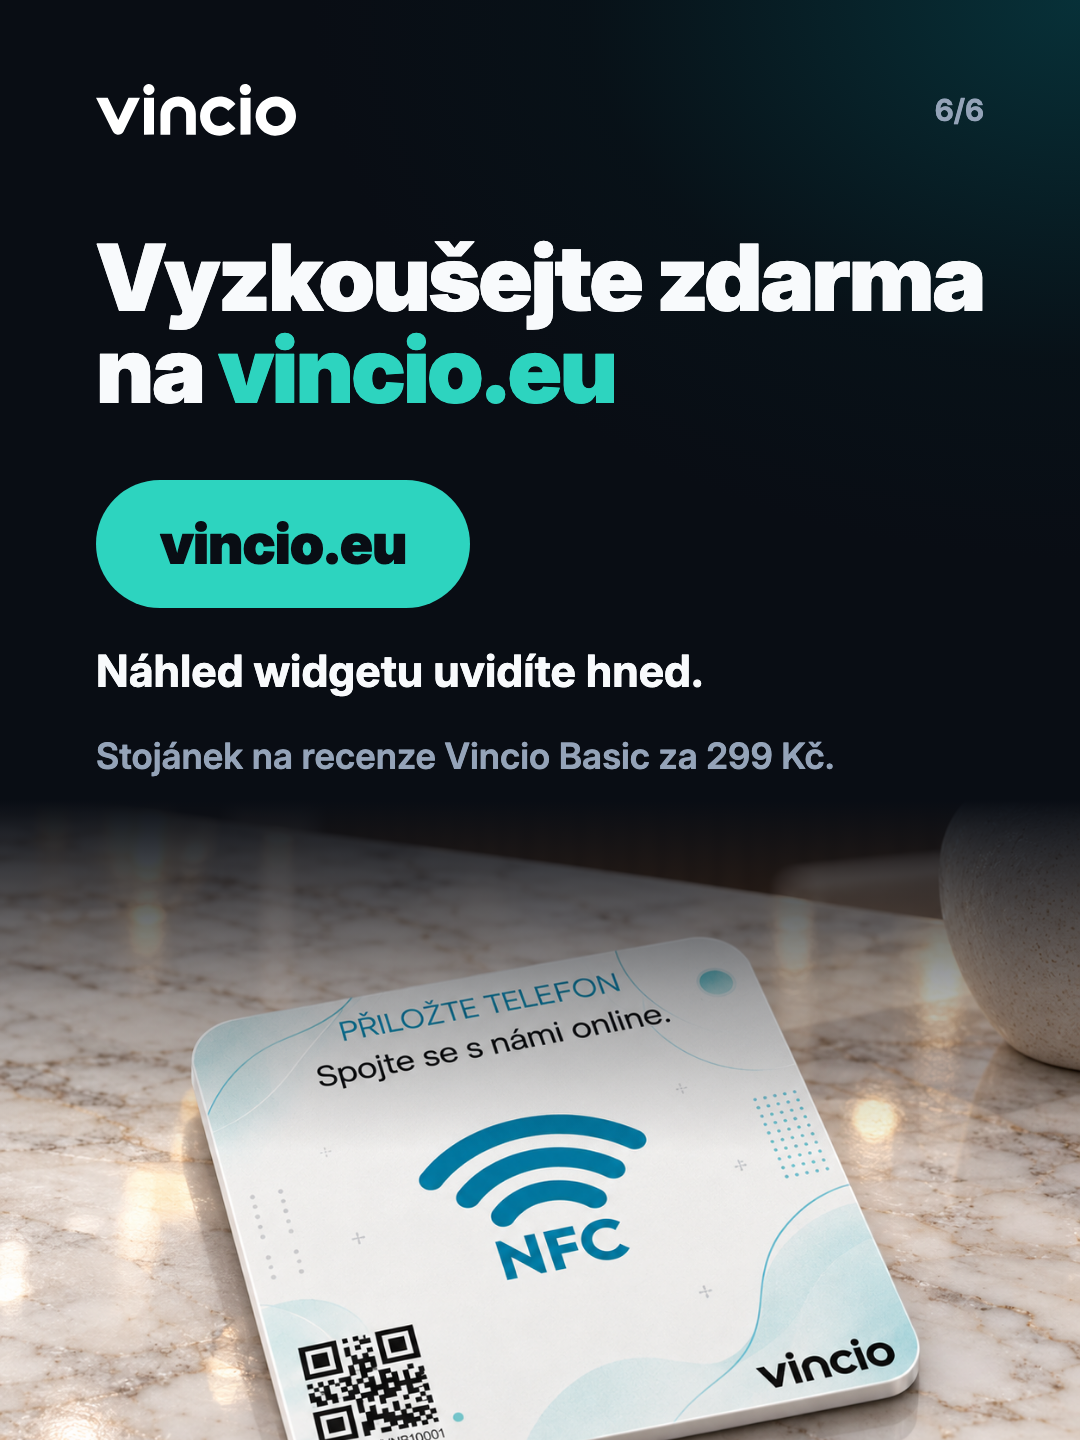 vincio
6/6
Vyzkoušejte zdarma
na vincio.eu
vincio.eu
Náhled widgetu uvidíte hned.
Stojánek na recenze Vincio Basic za 299 Kč.
PŘILOŽTE TELEFON
Spojte se s námi online.
NFC
vincio